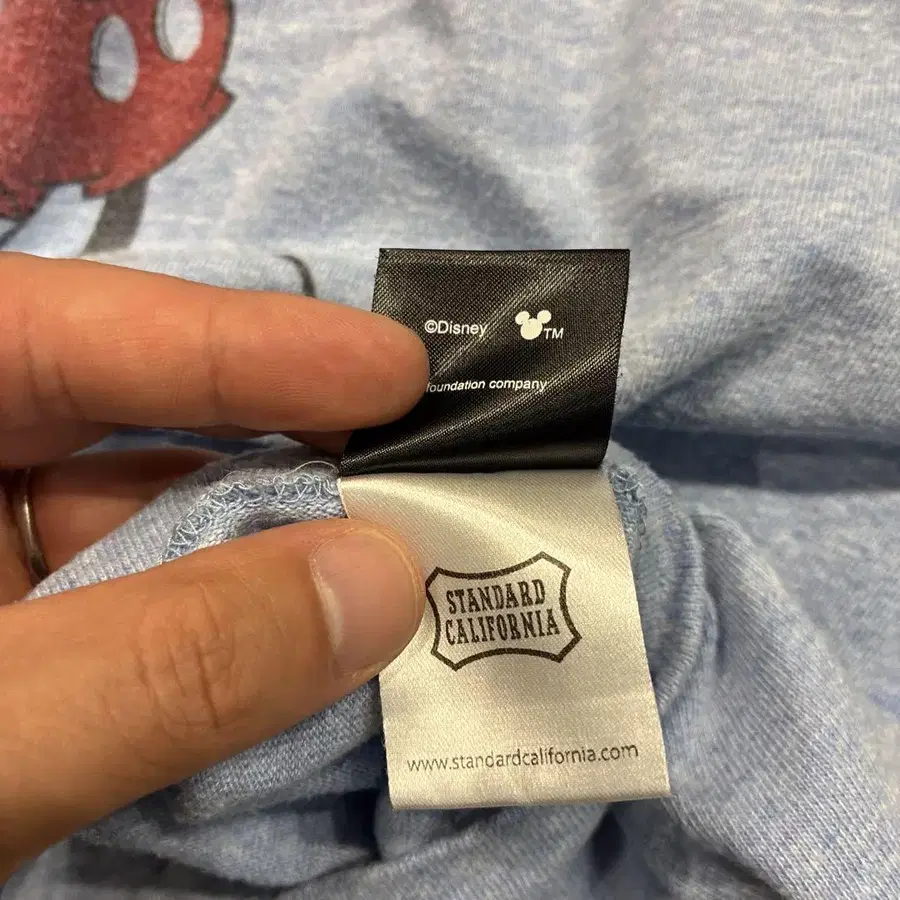 ©Disney TM
foundation company
STANDARD
CALIFORNIA
www.standardcalifornia.com